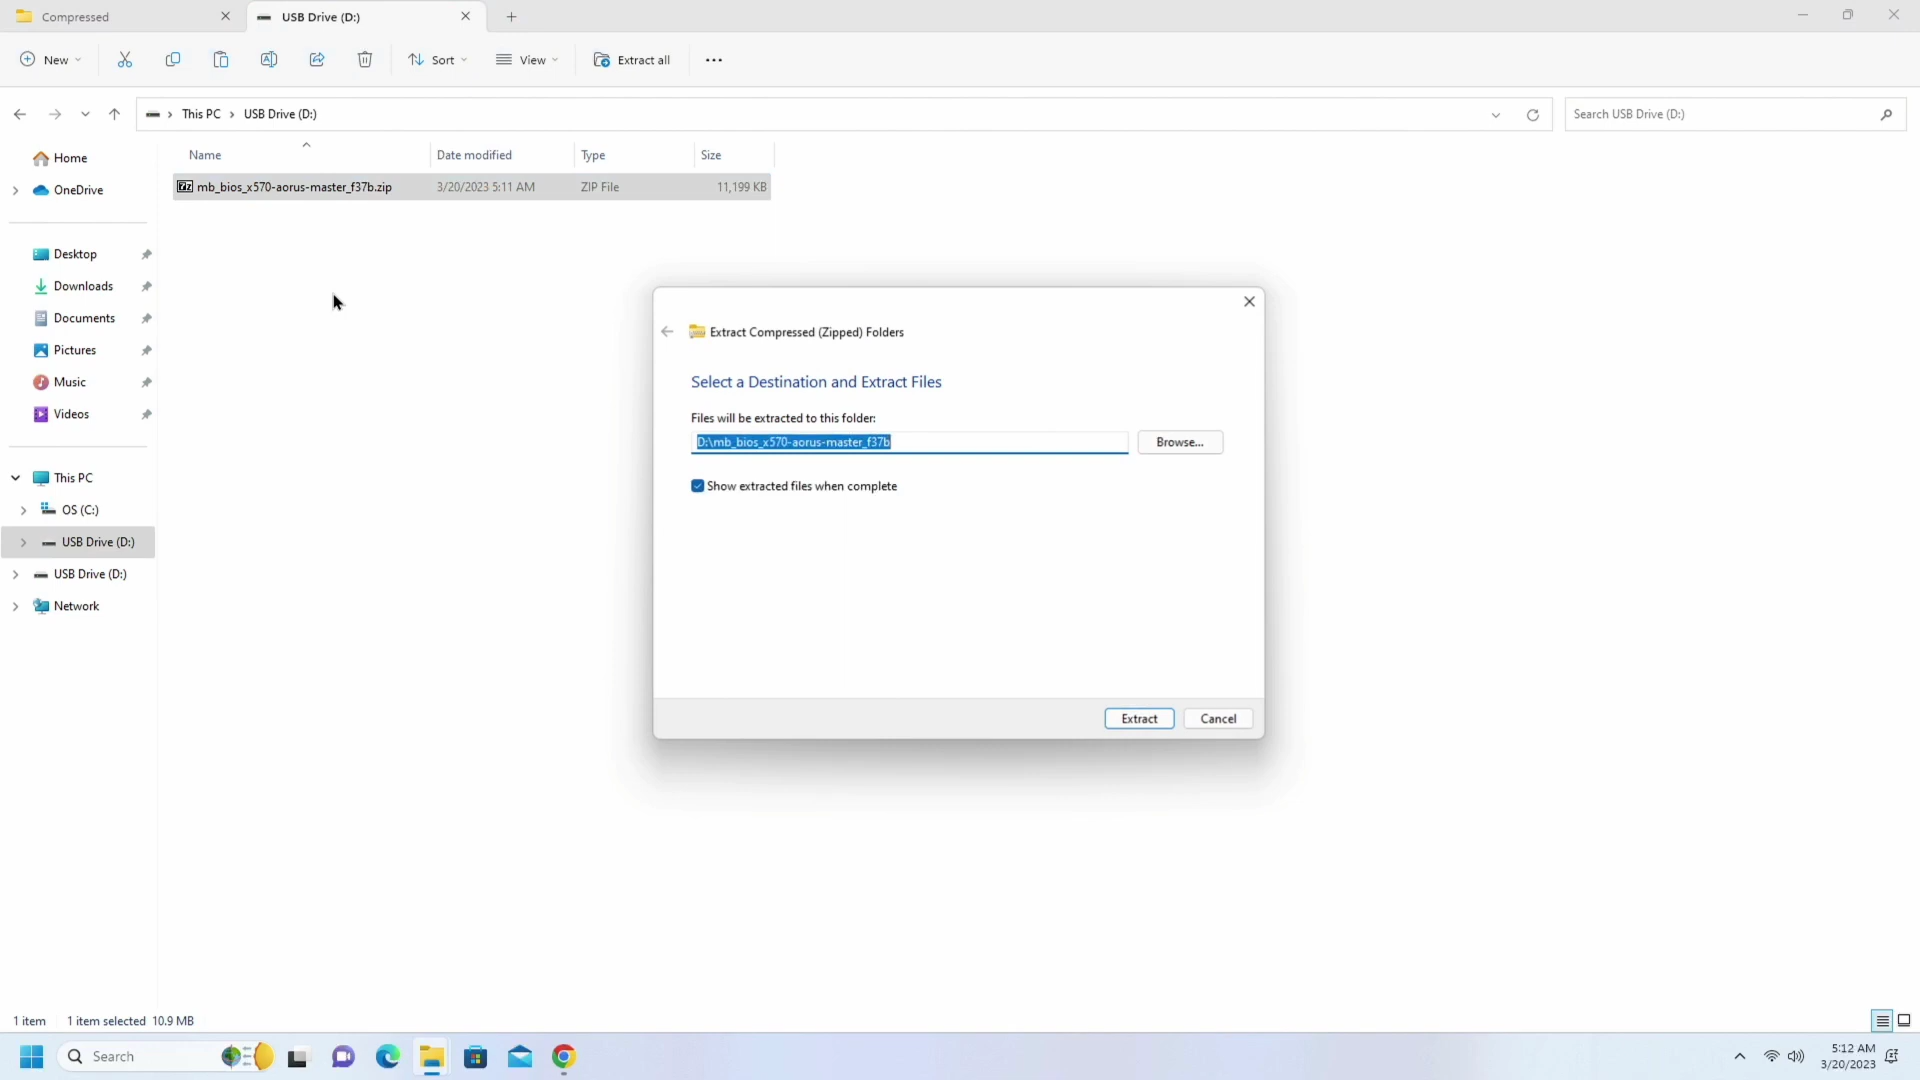 Compressed
USB Drive (D:)
New
Sort
View
Extract all
This PC > USB Drive (D:)
Search USB Drive (D:)
Name
Date modified
Type
Size
mb_bios_x570-aorus-master_f37b.zip
3/20/2023 5:11 AM
ZIP File
11,199 KB
Home
OneDrive
Desktop
Downloads
Documents
Pictures
Music
Videos
This PC
OS (C:)
USB Drive (D:)
USB Drive (D:)
Network
Extract Compressed (Zipped) Folders
Select a Destination and Extract Files
Files will be extracted to this folder:
D:\mb_bios_x570-aorus-master_f37b
Browse...
Show extracted files when complete
Extract
Cancel
1 item
1 item selected 10.9 MB
Search
5:12 AM
3/20/2023